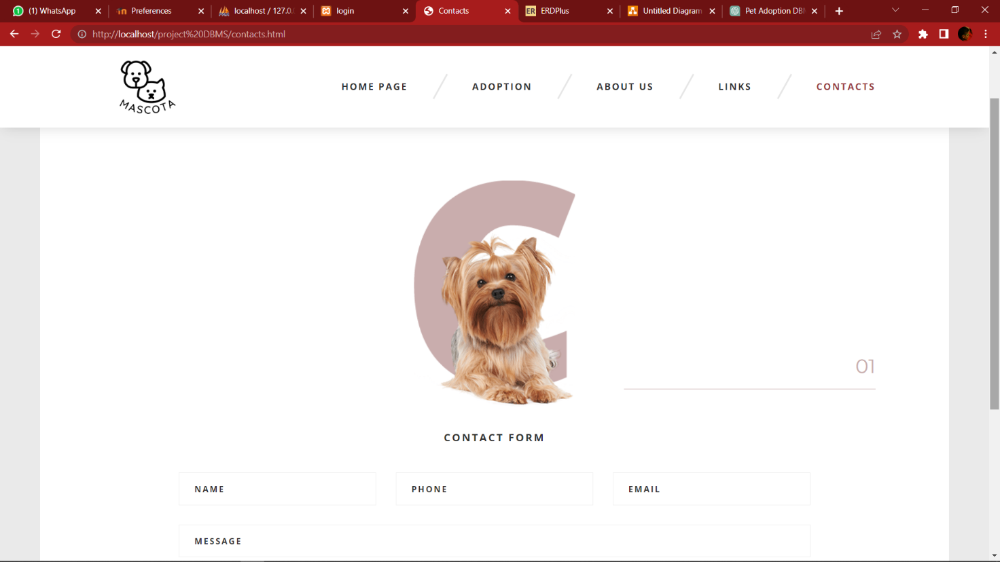 (1) WhatsApp
Preferences
localhost / 127.0.
login
Contacts
ERDPlus
Untitled Diagram
Pet Adoption DB
http://localhost/project%20DBMS/contacts.html
MASCOTA
HOME PAGE
ADOPTION
ABOUT US
LINKS
CONTACTS
C
01
CONTACT FORM
NAME
PHONE
EMAIL
MESSAGE